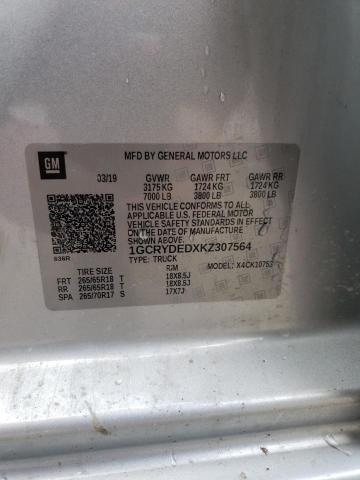 GM
MFD BY GENERAL MOTORS LLC
03/19 GVWR GAWR FRT GAWR RR
3175 KG 1724 KG 1724 KG
7000 LB 3800 LB 3800 LB
THIS VEHICLE CONFORMS TO ALL
APPLICABLE U.S. FEDERAL MOTOR
VEHICLE SAFETY STANDARDS IN
EFFECT ON THE DATE OF
MANUFACTURE SHOWN ABOVE.
1GCRYDEDXKZ307564
TYPE: TRUCK MODEL: X4CK10753
RIM
FRT 265/65R18 T 18X8.5J
RR 265/65R18 T 18X8.5J
SPA 265/70R17 S 17X7J